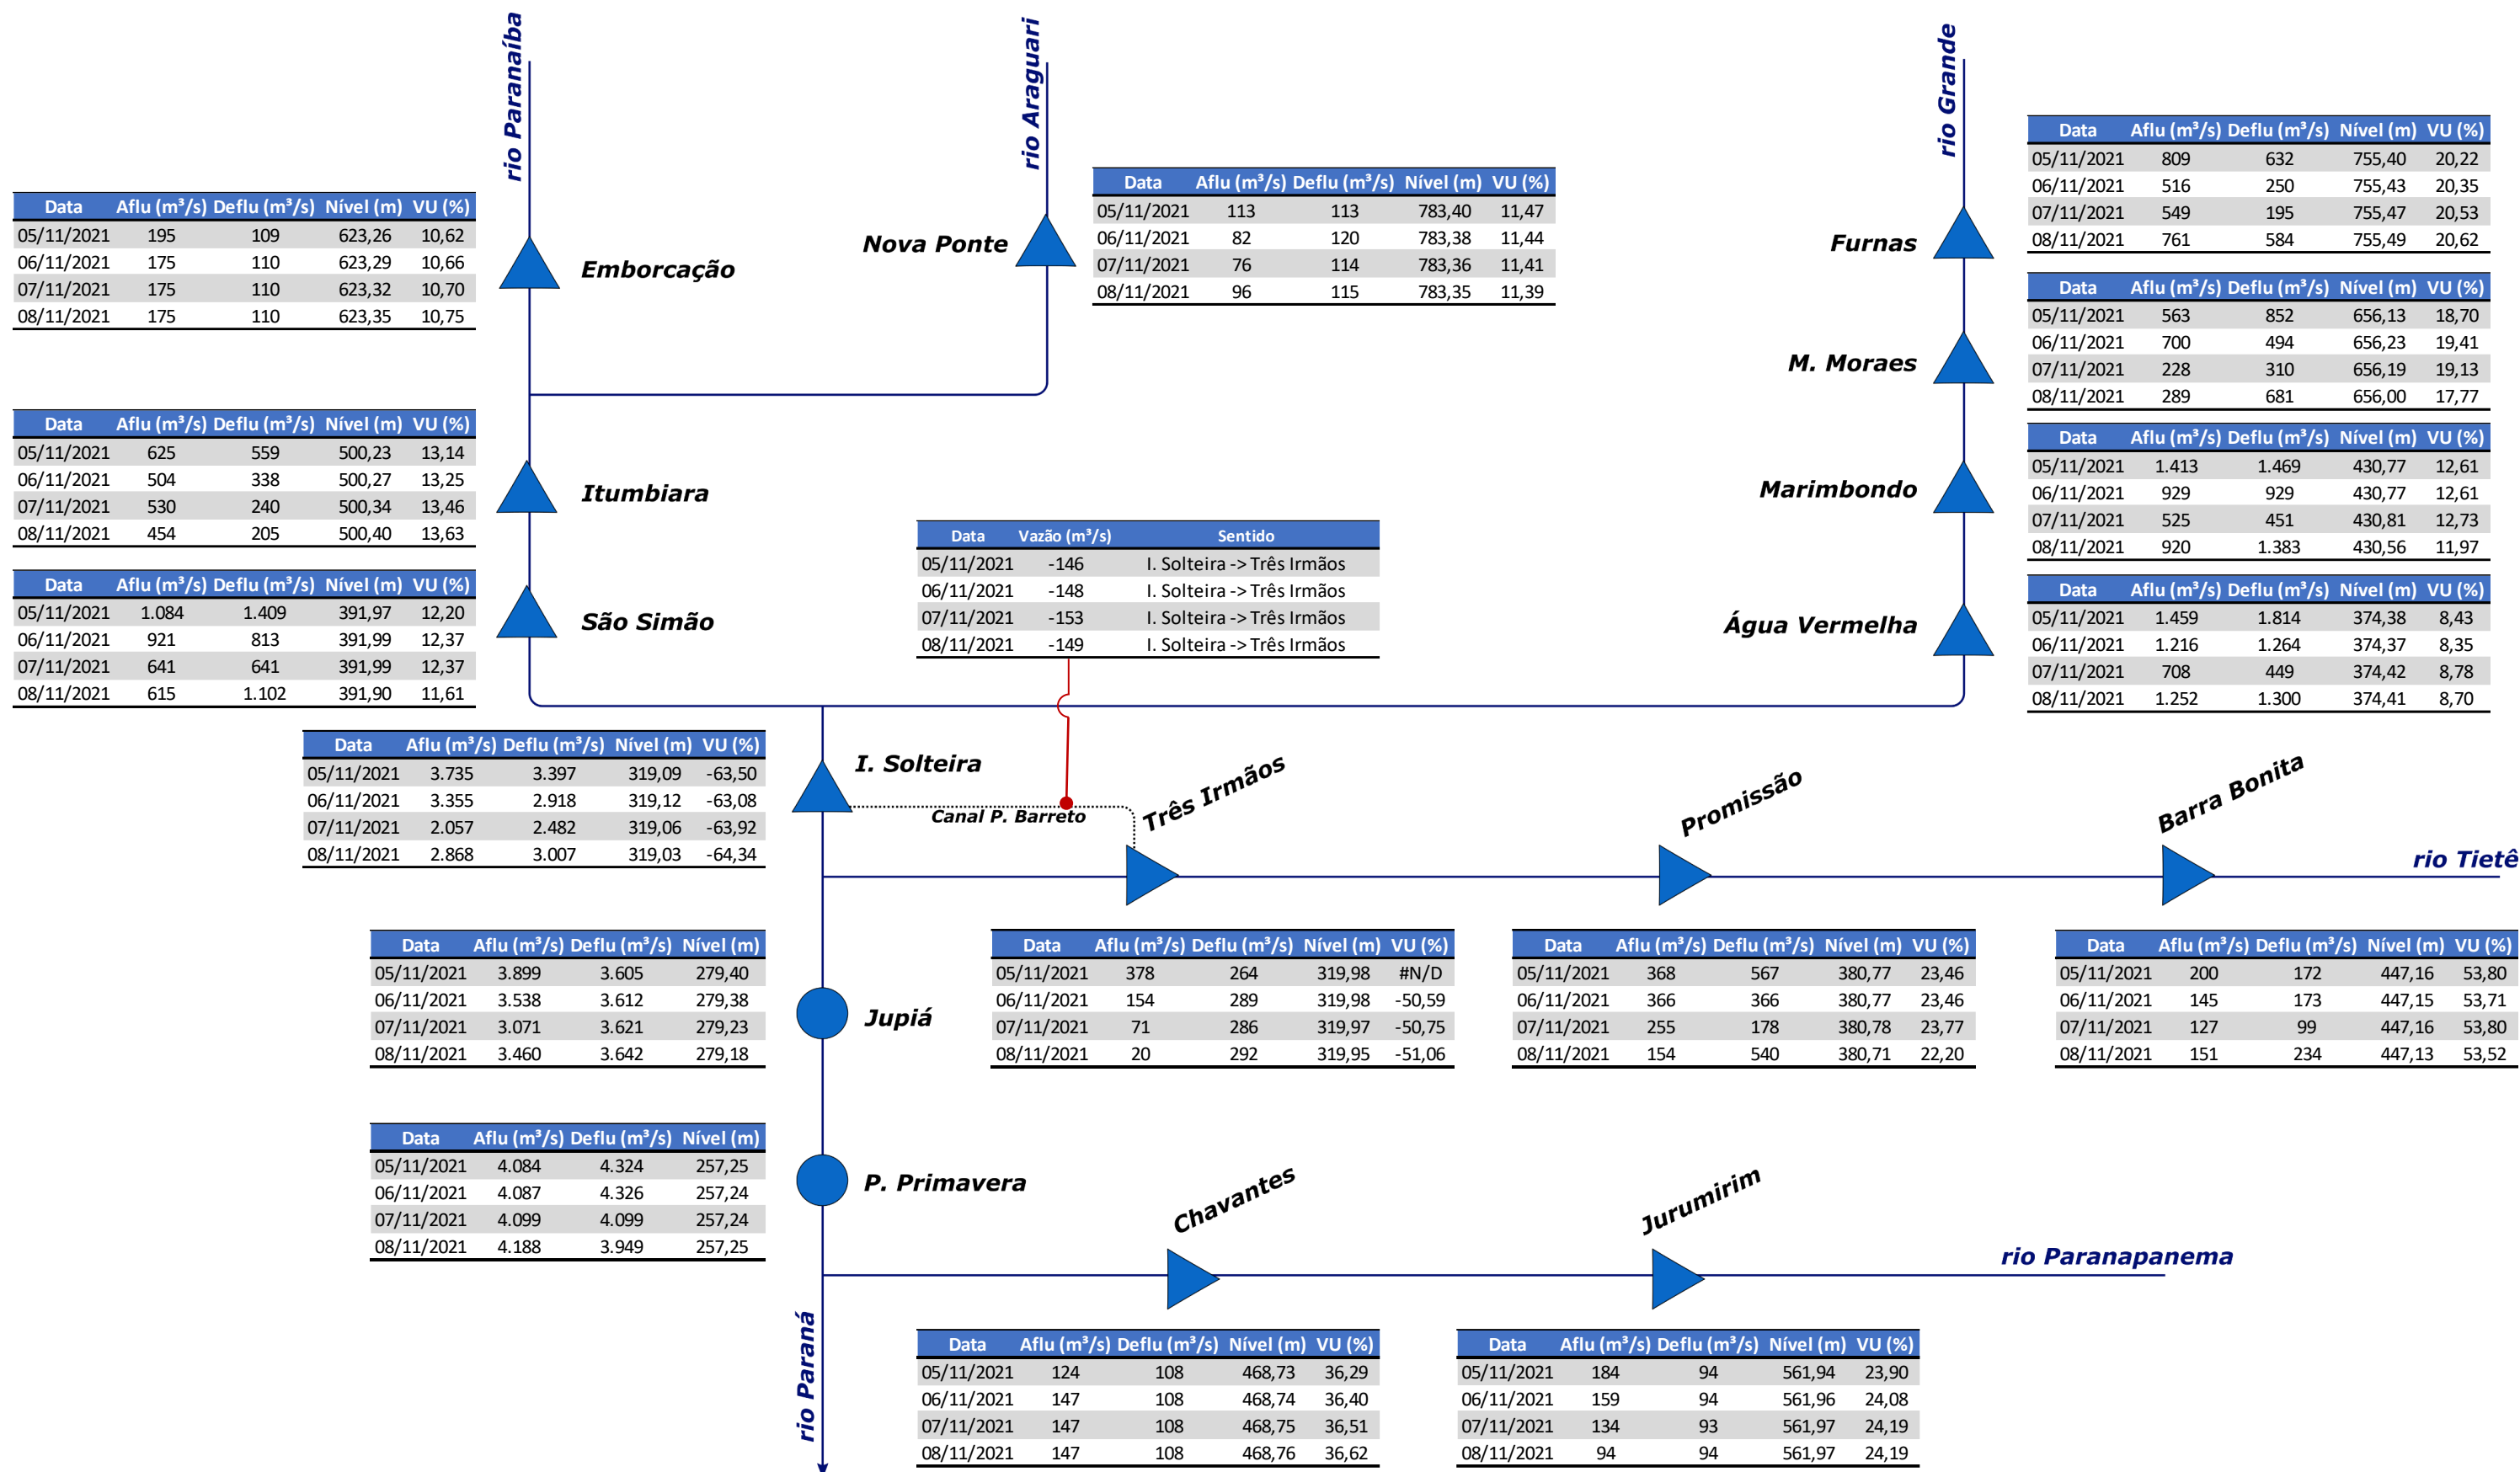 rio Paranaíba
rio Araguari
rio Grande
Data Aflu (m³/s) Deflu (m³/s) Nível (m) VU (%)
05/11/2021 809 632 755,40 20,22
06/11/2021 516 250 755,43 20,35
07/11/2021 549 195 755,47 20,53
08/11/2021 761 584 755,49 20,62
Furnas
Data Aflu (m³/s) Deflu (m³/s) Nível (m) VU (%)
05/11/2021 113 113 783,40 11,47
06/11/2021 82 120 783,38 11,44
07/11/2021 76 114 783,36 11,41
08/11/2021 96 115 783,35 11,39
Nova Ponte
Data Aflu (m³/s) Deflu (m³/s) Nível (m) VU (%)
05/11/2021 195 109 623,26 10,62
06/11/2021 175 110 623,29 10,66
07/11/2021 175 110 623,32 10,70
08/11/2021 175 110 623,35 10,75
Emborcação
Data Aflu (m³/s) Deflu (m³/s) Nível (m) VU (%)
05/11/2021 563 852 656,13 18,70
06/11/2021 700 494 656,23 19,41
07/11/2021 228 310 656,19 19,13
08/11/2021 289 681 656,00 17,77
M. Moraes
Data Aflu (m³/s) Deflu (m³/s) Nível (m) VU (%)
05/11/2021 625 559 500,23 13,14
06/11/2021 504 338 500,27 13,25
07/11/2021 530 240 500,34 13,46
08/11/2021 454 205 500,40 13,63
Itumbiara
Data Aflu (m³/s) Deflu (m³/s) Nível (m) VU (%)
05/11/2021 1.413 1.469 430,77 12,61
06/11/2021 929 929 430,77 12,61
07/11/2021 525 451 430,81 12,73
08/11/2021 920 1.383 430,56 11,97
Marimbondo
Data Vazão (m³/s) Sentido
05/11/2021 -146 I. Solteira -> Três Irmãos
06/11/2021 -148 I. Solteira -> Três Irmãos
07/11/2021 -153 I. Solteira -> Três Irmãos
08/11/2021 -149 I. Solteira -> Três Irmãos
Data Aflu (m³/s) Deflu (m³/s) Nível (m) VU (%)
05/11/2021 1.084 1.409 391,97 12,20
06/11/2021 921 813 391,99 12,37
07/11/2021 641 641 391,99 12,37
08/11/2021 615 1.102 391,90 11,61
São Simão
Data Aflu (m³/s) Deflu (m³/s) Nível (m) VU (%)
05/11/2021 1.459 1.814 374,38 8,43
06/11/2021 1.216 1.264 374,37 8,35
07/11/2021 708 449 374,42 8,78
08/11/2021 1.252 1.300 374,41 8,70
Água Vermelha
Data Aflu (m³/s) Deflu (m³/s) Nível (m) VU (%)
05/11/2021 3.735 3.397 319,09 -63,50
06/11/2021 3.355 2.918 319,12 -63,08
07/11/2021 2.057 2.482 319,06 -63,92
08/11/2021 2.868 3.007 319,03 -64,34
I. Solteira
Canal P. Barreto
Três Irmãos
Promissão
Barra Bonita
rio Tietê
Data Aflu (m³/s) Deflu (m³/s) Nível (m)
05/11/2021 3.899 3.605 279,40
06/11/2021 3.538 3.612 279,38
07/11/2021 3.071 3.621 279,23
08/11/2021 3.460 3.642 279,18
Jupiá
Data Aflu (m³/s) Deflu (m³/s) Nível (m) VU (%)
05/11/2021 378 264 319,98 #N/D
06/11/2021 154 289 319,98 -50,59
07/11/2021 71 286 319,97 -50,75
08/11/2021 20 292 319,95 -51,06
Data Aflu (m³/s) Deflu (m³/s) Nível (m) VU (%)
05/11/2021 368 567 380,77 23,46
06/11/2021 366 366 380,77 23,46
07/11/2021 255 178 380,78 23,77
08/11/2021 154 540 380,71 22,20
Data Aflu (m³/s) Deflu (m³/s) Nível (m) VU (%)
05/11/2021 200 172 447,16 53,80
06/11/2021 145 173 447,15 53,71
07/11/2021 127 99 447,16 53,80
08/11/2021 151 234 447,13 53,52
Data Aflu (m³/s) Deflu (m³/s) Nível (m)
05/11/2021 4.084 4.324 257,25
06/11/2021 4.087 4.326 257,24
07/11/2021 4.099 4.099 257,24
08/11/2021 4.188 3.949 257,25
P. Primavera
Chavantes
Jurumirim
rio Paranapanema
rio Paraná
Data Aflu (m³/s) Deflu (m³/s) Nível (m) VU (%)
05/11/2021 124 108 468,73 36,29
06/11/2021 147 108 468,74 36,40
07/11/2021 147 108 468,75 36,51
08/11/2021 147 108 468,76 36,62
Data Aflu (m³/s) Deflu (m³/s) Nível (m) VU (%)
05/11/2021 184 94 561,94 23,90
06/11/2021 159 94 561,96 24,08
07/11/2021 134 93 561,97 24,19
08/11/2021 94 94 561,97 24,19